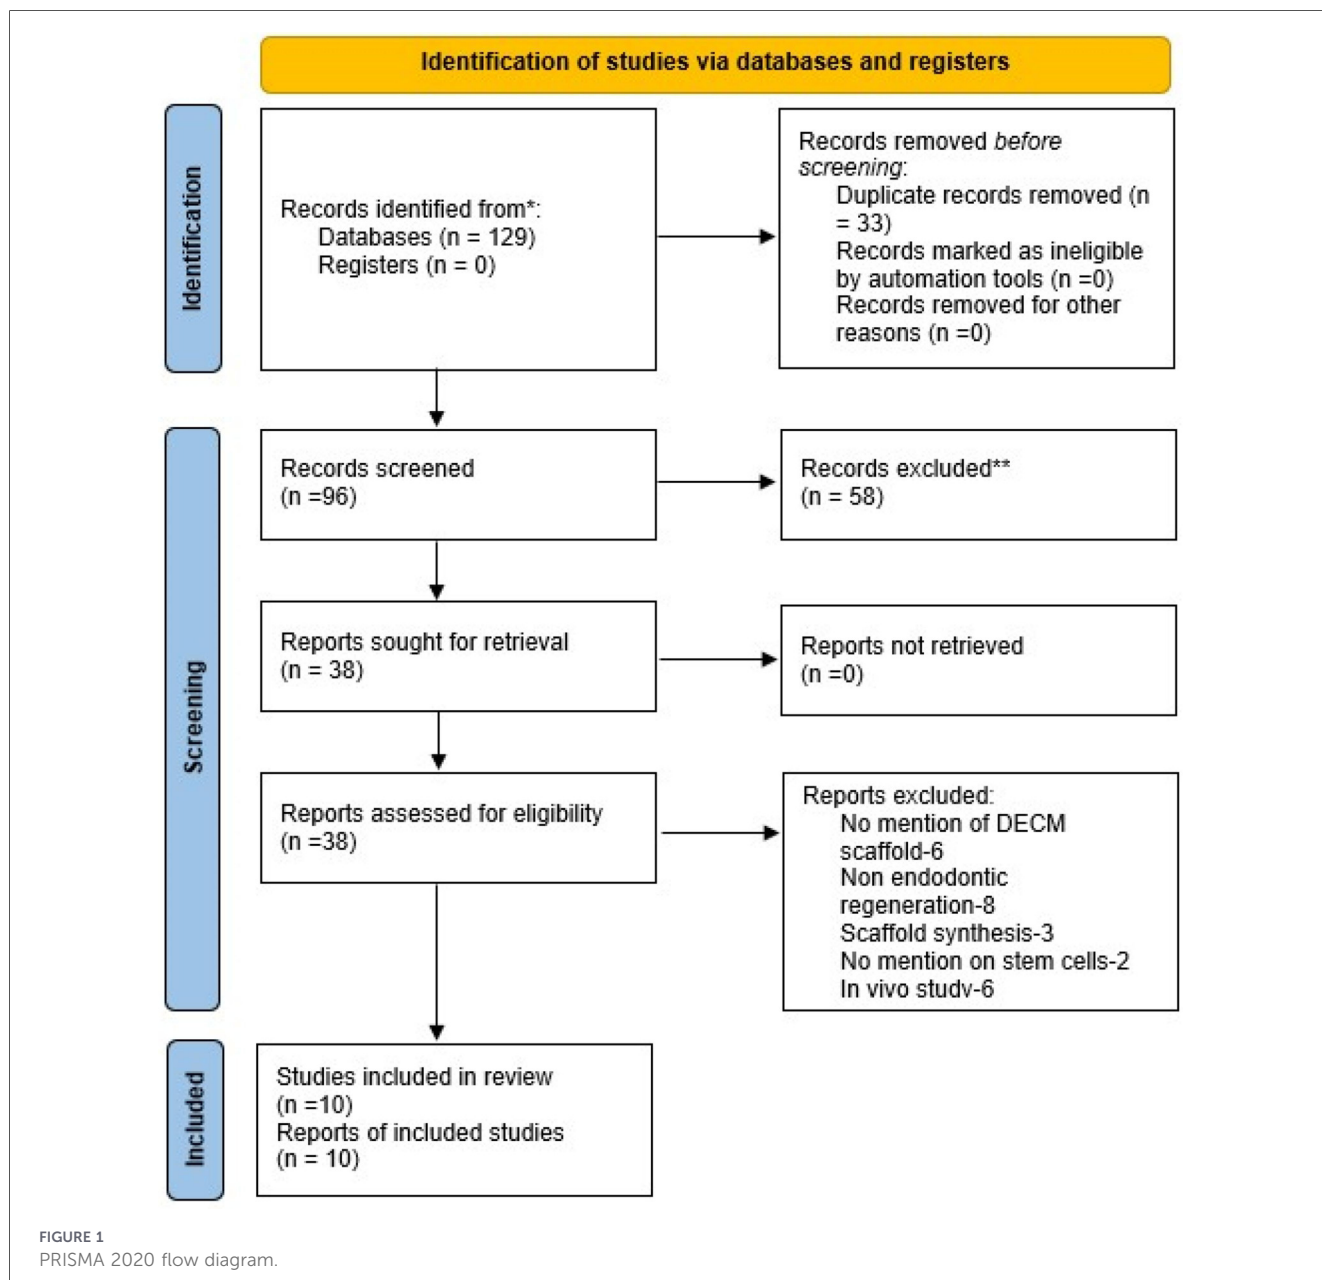 Identification of studies via databases and registers
Identification
Records identified from*:
Databases (n = 129)
Registers (n = 0)
Records removed before
screening:
Duplicate records removed (n
= 33)
Records marked as ineligible
by automation tools (n =0)
Records removed for other
reasons (n =0)
Screening
Records screened
(n =96)
Records excluded**
(n = 58)
Reports sought for retrieval
(n = 38)
Reports not retrieved
(n =0)
Reports assessed for eligibility
(n =38)
Reports excluded:
No mention of DECM
scaffold-6
Non endodontic
regeneration-8
Scaffold synthesis-3
No mention on stem cells-2
In vivo study-6
Included
Studies included in review
(n =10)
Reports of included studies
(n = 10)
FIGURE 1
PRISMA 2020 flow diagram.